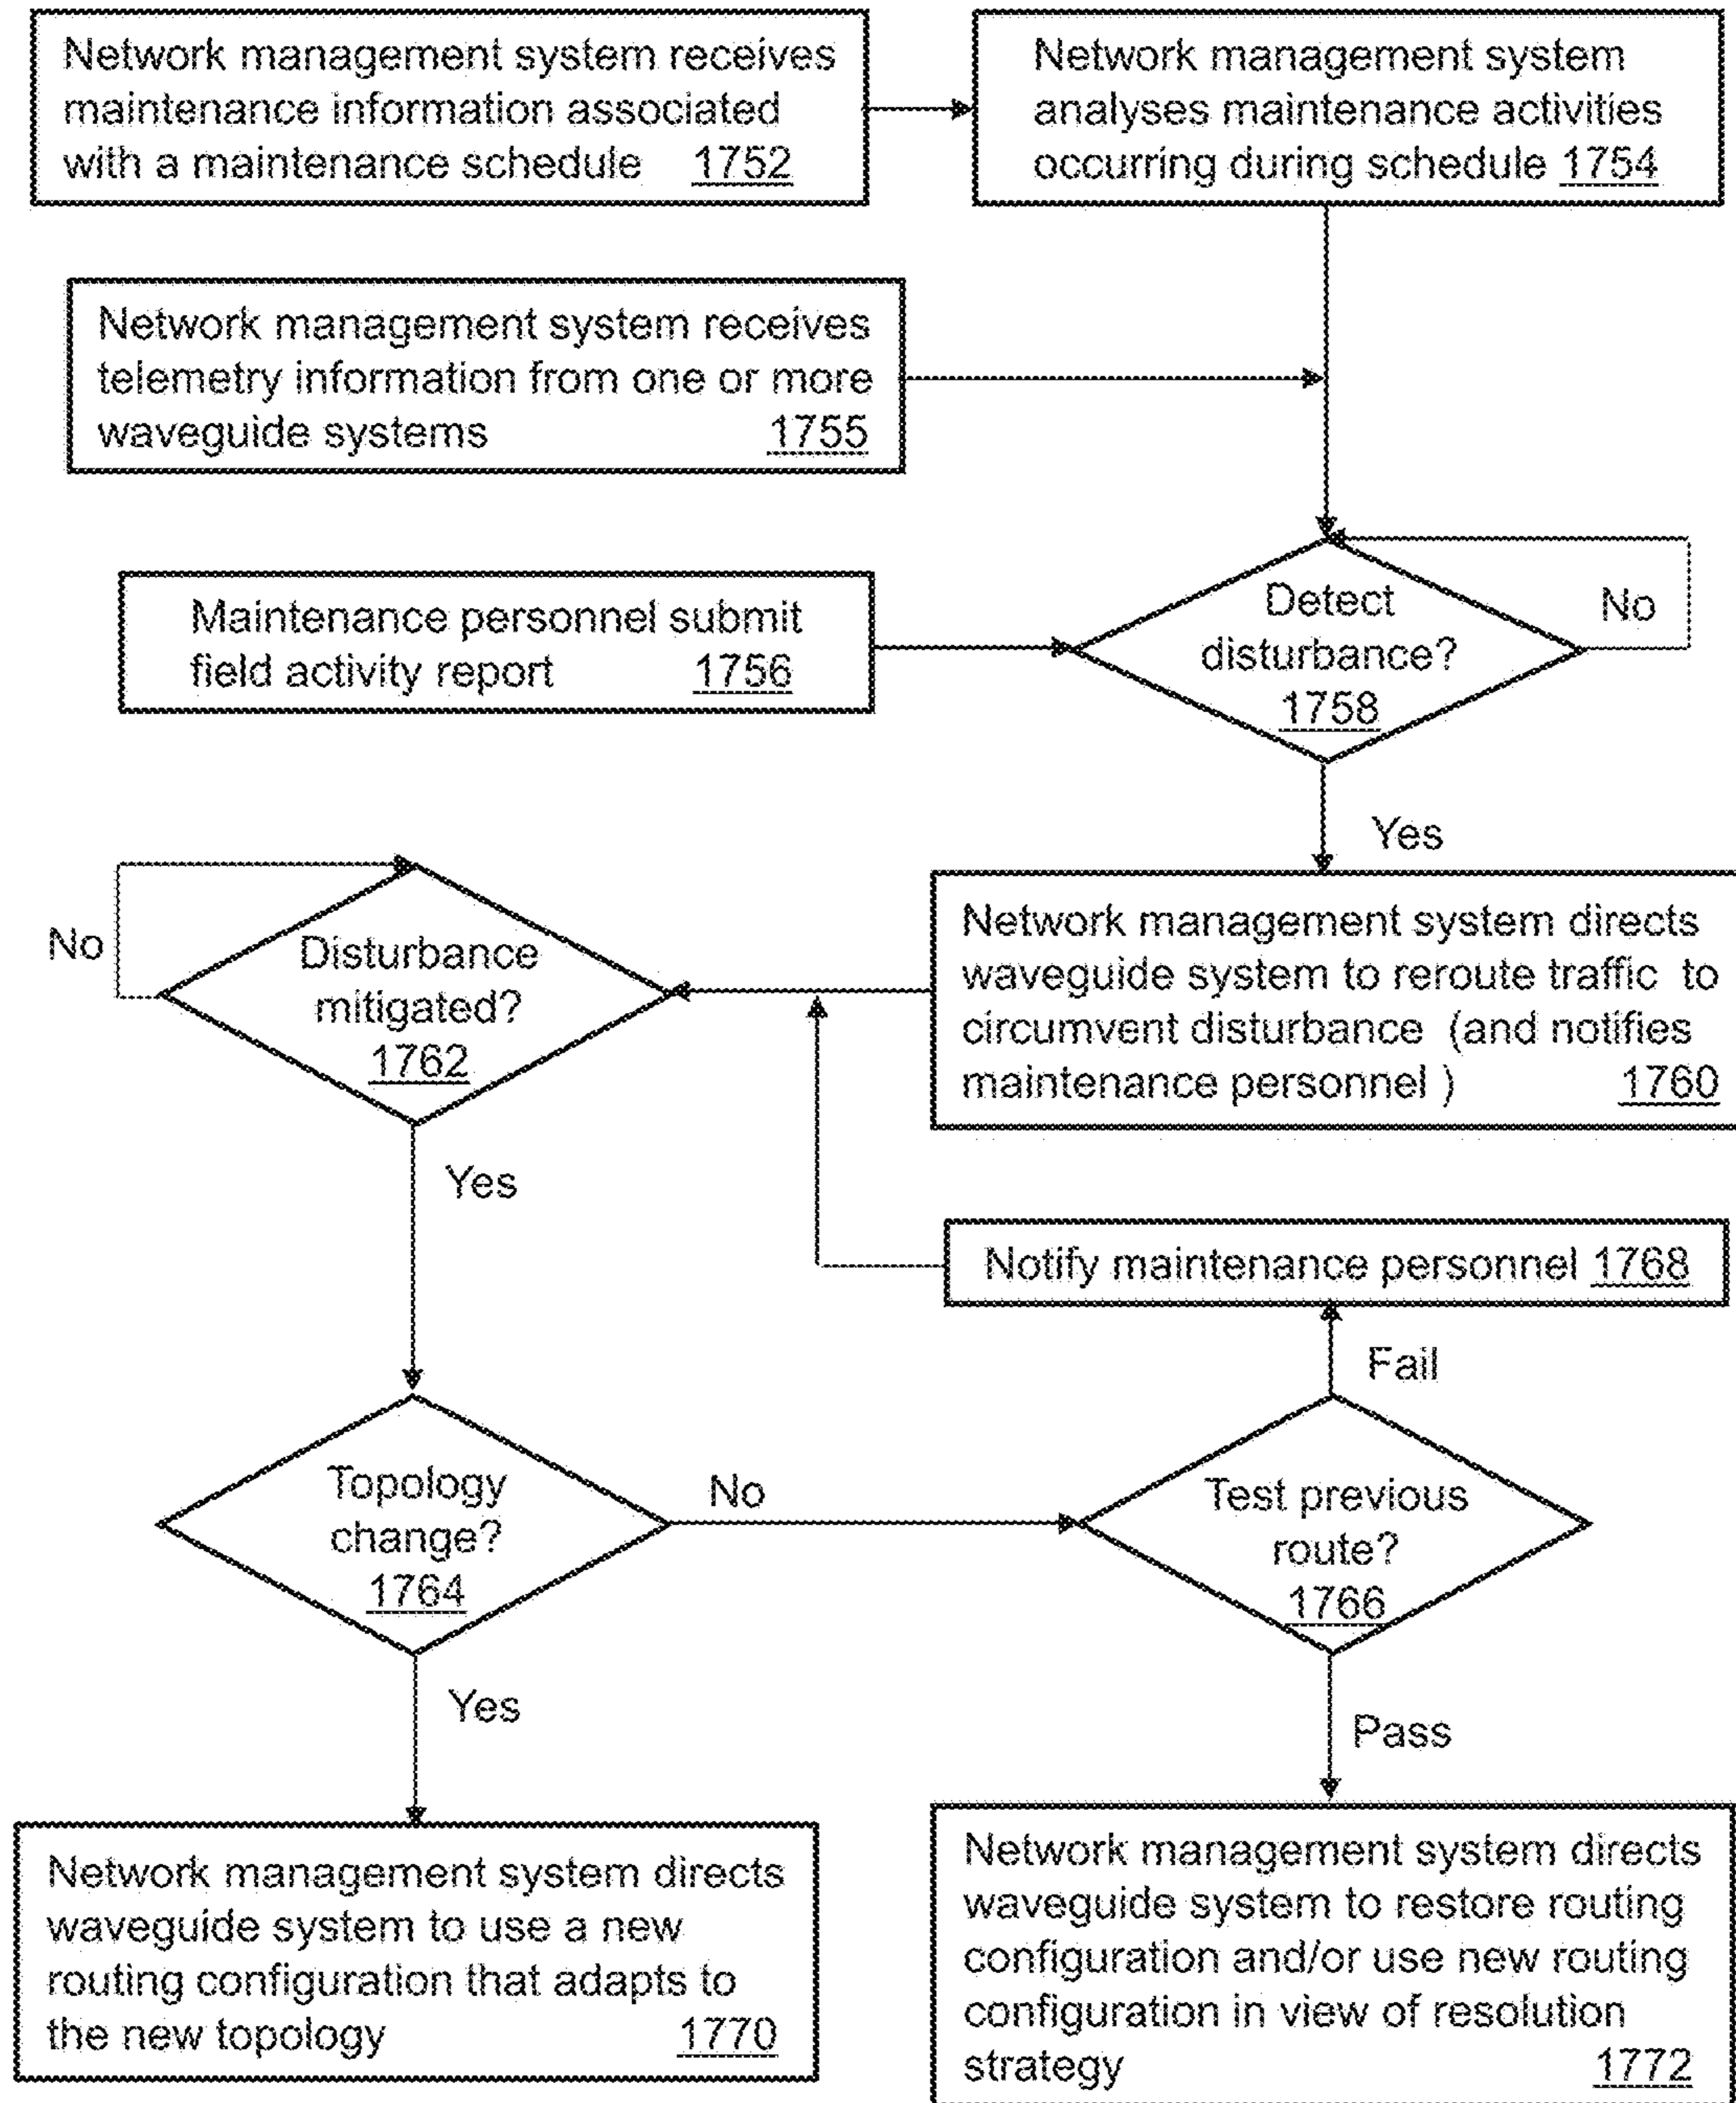 Network management system receives
maintenance information associated
with a maintenance schedule 1752
Network management system
analyses maintenance activities
occurring during schedule 1754
Network management system receives
telemetry information from one or more
waveguide systems 1755
Maintenance personnel submit
field activity report 1756
Detect
disturbance?
1758
No
Yes
Network management system directs
waveguide system to reroute traffic to
circumvent disturbance (and notifies
maintenance personnel ) 1760
No
Disturbance
mitigated?
1762
Yes
Notify maintenance personnel 1768
Fail
Topology
change?
1764
No
Test previous
route?
1766
Yes
Pass
Network management system directs
waveguide system to use a new
routing configuration that adapts to
the new topology 1770
Network management system directs
waveguide system to restore routing
configuration and/or use new routing
configuration in view of resolution
strategy 1772